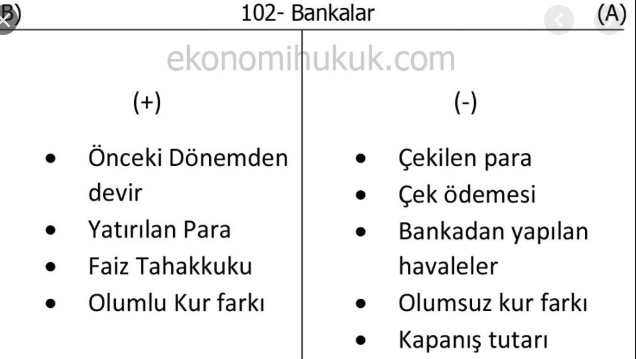 B) 102- Bankalar (A)
ekonomihukuk.com
(+)
• Önceki Dönemden
devir
• Yatırılan Para
• Faiz Tahakkuku
• Olumlu Kur farkı
(-)
• Çekilen para
• Çek ödemesi
• Bankadan yapılan
havaleler
• Olumsuz kur farkı
• Kapanış tutarı